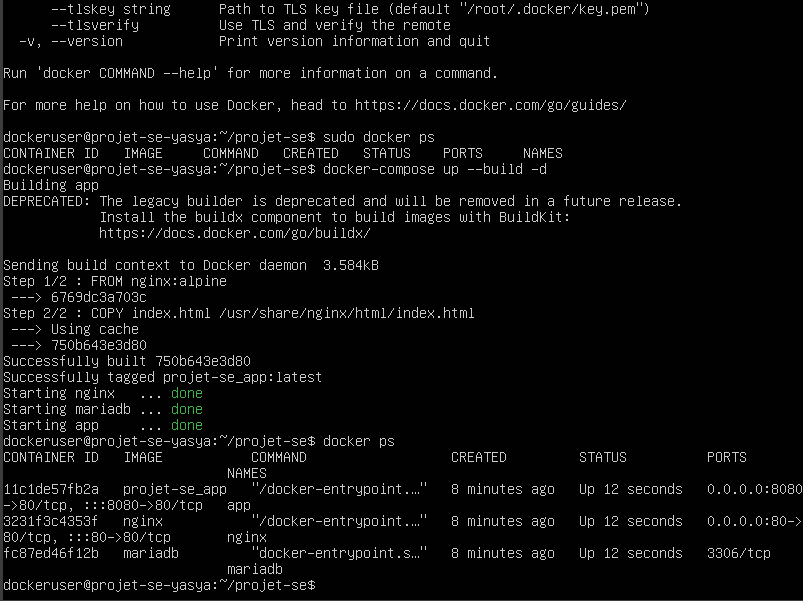 --tlskey string      Path to TLS key file (default "/root/.docker/key.pem")
--tlsverify          Use TLS and verify the remote
-v, --version            Print version information and quit
Run 'docker COMMAND --help' for more information on a command.
For more help on how to use Docker, head to https://docs.docker.com/go/guides/
dockeruser@projet-se-yasya:~/projet-se$ sudo docker ps
CONTAINER ID   IMAGE     COMMAND   CREATED   STATUS    PORTS     NAMES
dockeruser@projet-se-yasya:~/projet-se$ docker-compose up --build -d
Building app
DEPRECATED: The legacy builder is deprecated and will be removed in a future release.
Install the buildx component to build images with BuildKit:
https://docs.docker.com/go/buildx/
Sending build context to Docker daemon  3.584kB
Step 1/2 : FROM nginx:alpine
---> 6769dc3a703c
Step 2/2 : COPY index.html /usr/share/nginx/html/index.html
---> Using cache
---> 750b643e3d80
Successfully built 750b643e3d80
Successfully tagged projet-se_app:latest
Starting nginx   ... done
Starting mariadb ... done
Starting app     ... done
dockeruser@projet-se-yasya:~/projet-se$ docker ps
CONTAINER ID   IMAGE           COMMAND                  CREATED         STATUS          PORTS
NAMES
11c1de57fb2a   projet-se_app   "/docker-entrypoint.…"   8 minutes ago   Up 12 seconds   0.0.0.0:8080
->80/tcp, :::8080->80/tcp   app
3231f3c4353f   nginx           "/docker-entrypoint.…"   8 minutes ago   Up 12 seconds   0.0.0.0:80->
80/tcp, :::80->80/tcp       nginx
fc87ed46f12b   mariadb         "docker-entrypoint.s…"   8 minutes ago   Up 12 seconds   3306/tcp
mariadb
dockeruser@projet-se-yasya:~/projet-se$